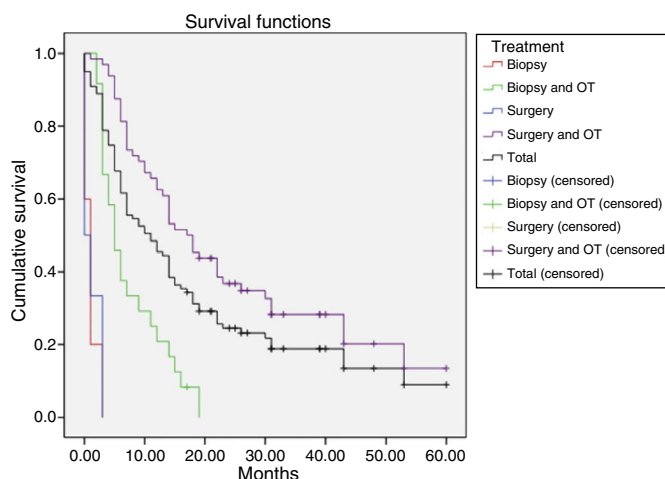 Survival functions
Cumulative survival
1.0
0.8
0.6
0.4
0.2
0.0
0.00 10.00 20.00 30.00 40.00 50.00 60.00
Months
Treatment
Biopsy
Biopsy and OT
Surgery
Surgery and OT
Total
Biopsy (censored)
Biopsy and OT (censored)
Surgery (censored)
Surgery and OT (censored
Total (censored)